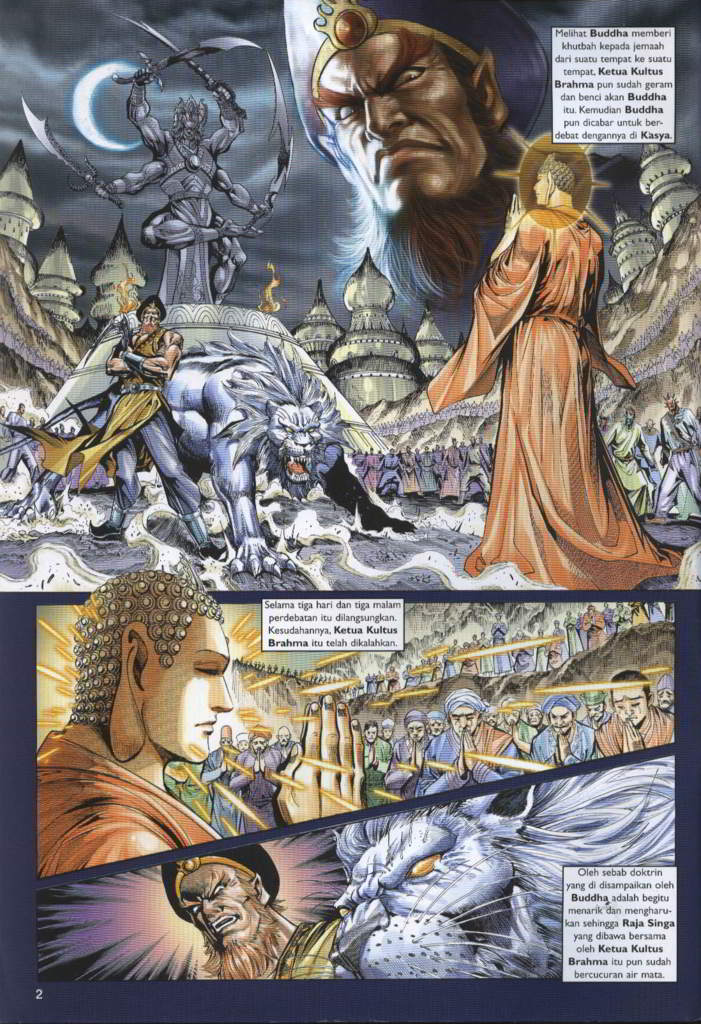 Melihat Buddha memberi
khutbah kepada jemaah
dari suatu tempat ke suatu
tempat, Ketua Kultus
Brahma pun sudah geram
dan benci akan Buddha
itu. Kemudian Buddha
pun dicabar untuk ber-
debat dengannya di Kasya.
Selama tiga hari dan tiga malam
perdebatan itu dilangsungkan.
Kesudahannya, Ketua Kultus
Brahma itu telah dikalahkan.
Oleh sebab doktrin
yang di disampaikan oleh
Buddha adalah begitu
menarik dan mengharu-
kan sehingga Raja Singa
yang dibawa bersama
oleh Ketua Kultus
Brahma itu pun sudah
bercucuran air mata.
2